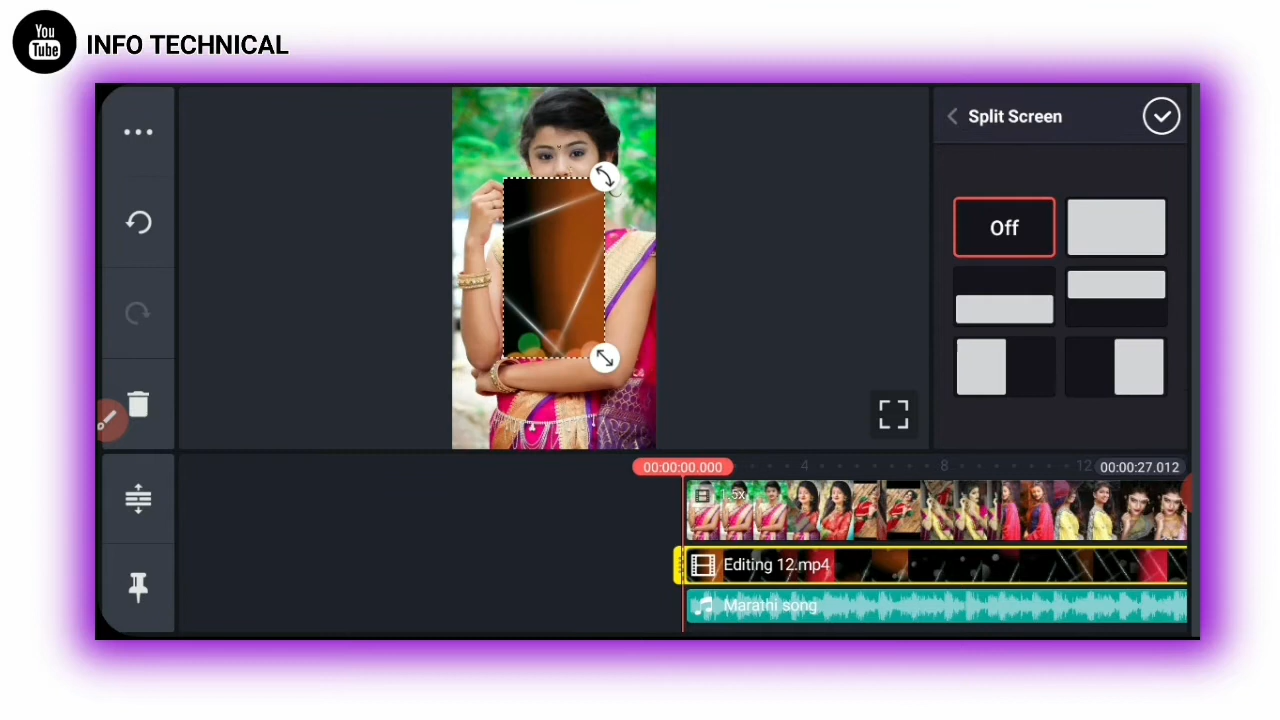 You
Tube
INFO TECHNICAL
Split Screen
Off
00:00:00.000
4
8
12
00:00:27.012
1.5x
Editing 12.mp4
Marathi song